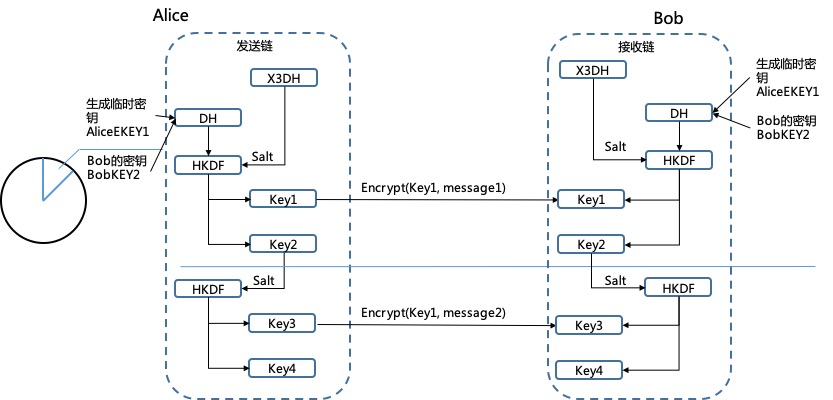 Alice
Bob
发送链
接收链
X3DH
X3DH
生成临时密
钥
AliceEKEY1
DH
生成临时密
钥
AliceEKEY1
DH
Bob的密钥
BobKEY2
Bob的密钥
BobKEY2
Salt
HKDF
Salt
HKDF
Key1
Encrypt(Key1, message1)
Key1
Key2
Key2
Salt
HKDF
Salt
HKDF
Key3
Encrypt(Key1, message2)
Key3
Key4
Key4